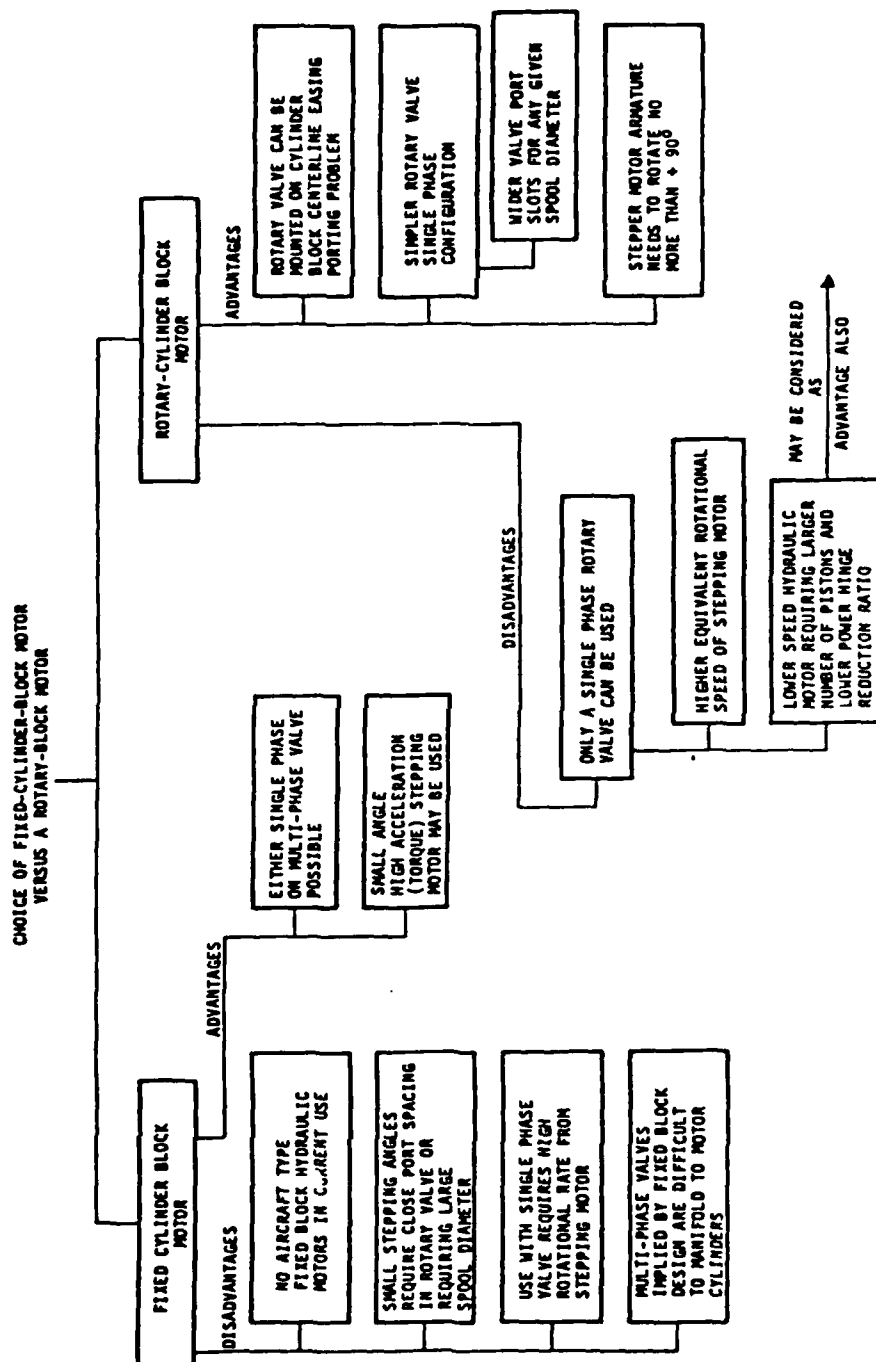 CHOICE OF FIXED-CYLINDER-BLOCK MOTOR
VERSUS A ROTARY-BLOCK MOTOR
FIXED CYLINDER BLOCK
MOTOR
DISADVANTAGES
NO AIRCRAFT TYPE
FIXED BLOCK HYDRAULIC
MOTORS IN CURRENT USE
SMALL STEPPING ANGLES
REQUIRE CLOSE PORT SPACING
IN ROTARY VALVE OR
REQUIRING LARGE
SPOOL DIAMETER
USE WITH SINGLE PHASE
VALVE REQUIRES HIGH
ROTATIONAL RATE FROM
STEPPING MOTOR
MULTI-PHASE VALVES
IMPLIED BY FIXED BLOCK
DESIGN ARE DIFFICULT
TO MANIFOLD TO MOTOR
CYLINDERS
ADVANTAGES
EITHER SINGLE PHASE
ON MULTI-PHASE VALVE
POSSIBLE
SMALL ANGLE
HIGH ACCELERATION
(TORQUE) STEPPING
MOTOR MAY BE USED
ROTARY-CYLINDER BLOCK
MOTOR
DISADVANTAGES
ONLY A SINGLE PHASE ROTARY
VALVE CAN BE USED
HIGHER EQUIVALENT ROTATIONAL
SPEED OF STEPPING MOTOR
LOWER SPEED HYDRAULIC
MOTOR REQUIRING LARGER
NUMBER OF PISTONS AND
LOWER POWER HINGE
REDUCTION RATIO
MAY BE CONSIDERED
AS
ADVANTAGE ALSO
ADVANTAGES
ROTARY VALVE CAN BE
MOUNTED ON CYLINDER
BLOCK CENTERLINE EASING
PORTING PROBLEM
SIMPLER ROTARY VALVE
SINGLE PHASE
CONFIGURATION
WIDER VALVE PORT
SLOTS FOR ANY GIVEN
SPOOL DIAMETER
STEPPER MOTOR ARMATURE
NEEDS TO ROTATE NO
MORE THAN + 90°